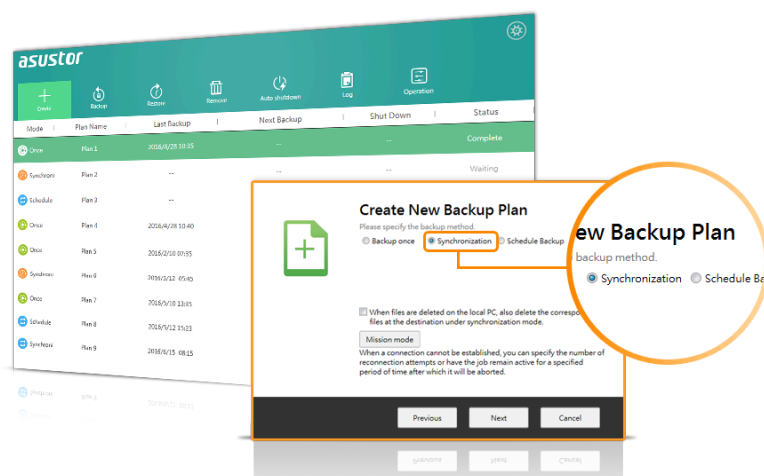 asustor
Create
Backup
Restore
Remove
Auto shutdown
Log
Operation
Mode
Plan Name
Last Backup
Next Backup
Shut Down
Status
Once Plan 1 2016/4/28 10:35 -- -- Complete
Synchroni Plan 2 -- -- -- Waiting
Schedule Plan 3 --
Once Plan 4 2016/4/28 10:40
Once Plan 5 2016/2/10 07:35
Synchroni Plan 6 2016/3/12 05:45
Once Plan 7 2016/5/10 13:35
Schedule Plan 8 2016/5/12 15:23
Synchroni Plan 9 2016/6/15 08:15
Create New Backup Plan
Please specify the backup method.
Backup once Synchronization Schedule Backup
When files are deleted on the local PC, also delete the correspo
files at the destination under synchronization mode.
Mission mode
When a connection cannot be established, you can specify the number of
reconnection attempts or have the job remain active for a specified
period of time after which it will be aborted.
Previous Next Cancel
ew Backup Plan
backup method.
Synchronization Schedule Ba